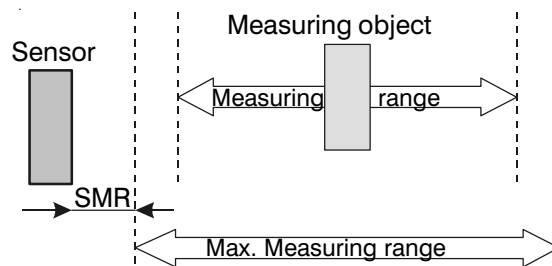 Measuring object
Sensor
Measuring range
SMR
Max. Measuring range